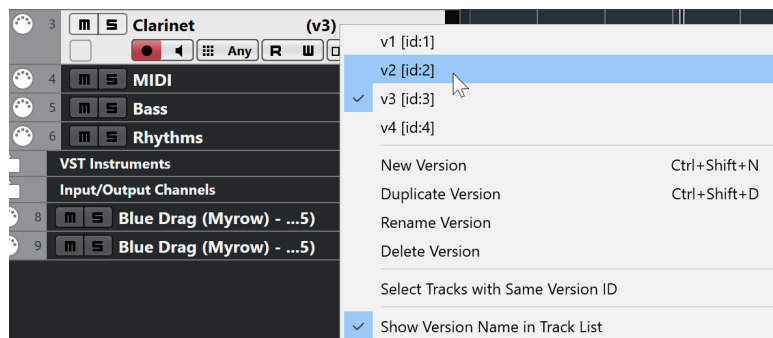 3 m S Clarinet (v3)
Any R W
4 m S MIDI
5 m S Bass
6 m S Rhythms
VST Instruments
Input/Output Channels
8 m S Blue Drag (Myrow) - ...5)
9 m S Blue Drag (Myrow) - ...5)
v1 [id:1]
v2 [id:2]
v3 [id:3]
v4 [id:4]
New Version Ctrl+Shift+N
Duplicate Version Ctrl+Shift+D
Rename Version
Delete Version
Select Tracks with Same Version ID
Show Version Name in Track List